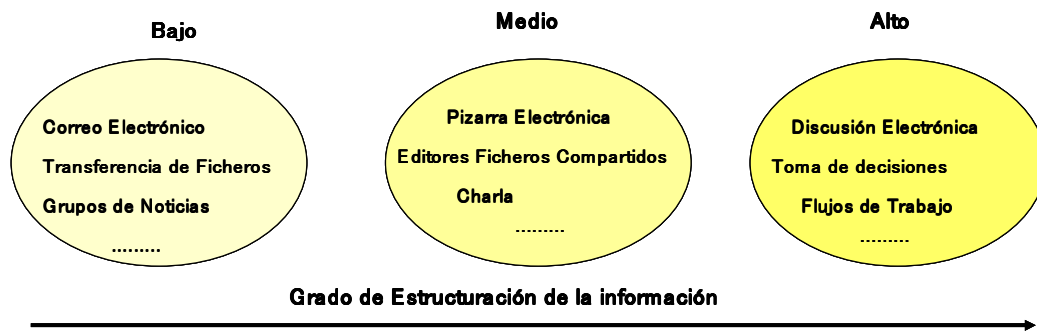 Bajo
Medio
Alto
Correo Electrónico
Transferencia de Ficheros
Grupos de Noticias
.........
Pizarra Electrónica
Editores Ficheros Compartidos
Charla
.........
Discusión Electrónica
Toma de decisiones
Flujos de Trabajo
.........
Grado de Estructuración de la información